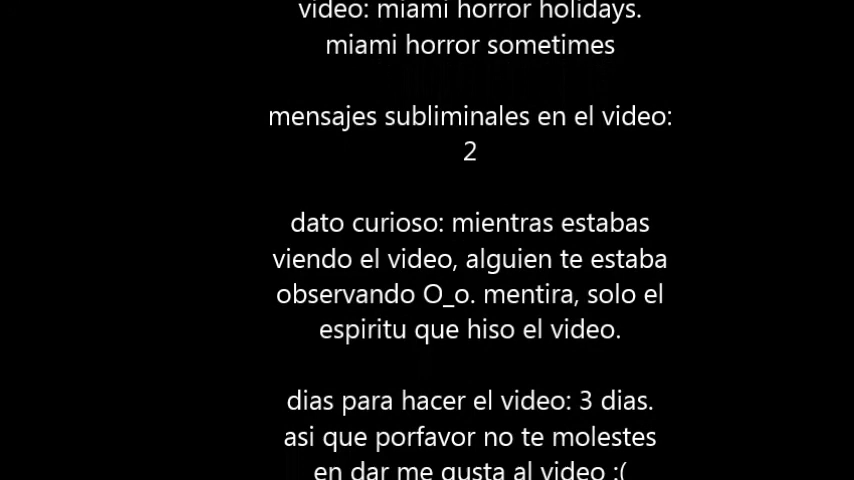 video: miami horror holidays.
miami horror sometimes
mensajes subliminales en el video:
2
dato curioso: mientras estabas
viendo el video, alguien te estaba
observando O_o. mentira, solo el
espiritu que hiso el video.
dias para hacer el video: 3 dias.
asi que porfavor no te molestes
en dar me gusta al video :(